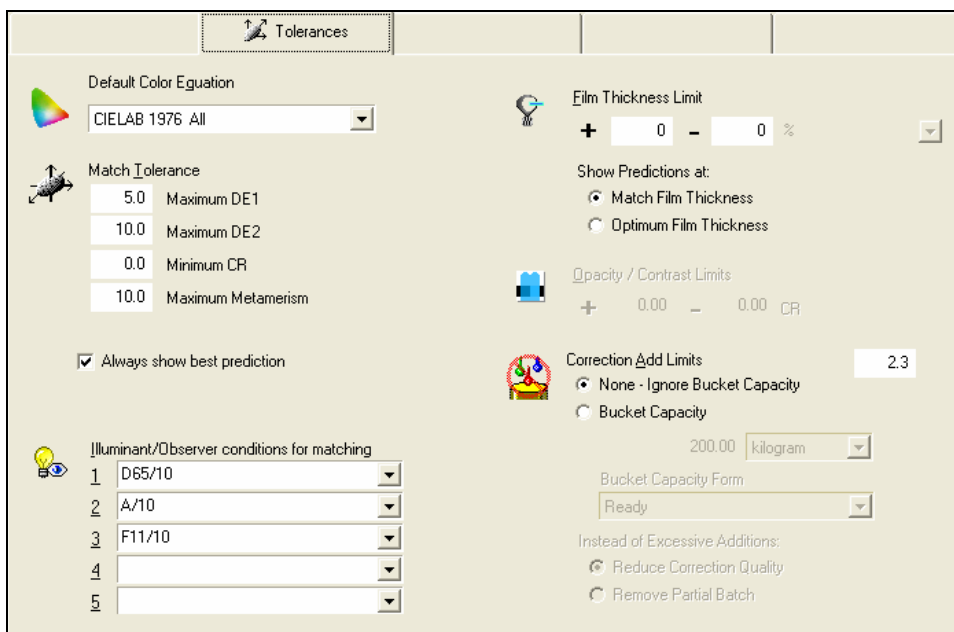 Tolerances
Default Color Eguation
CIELAB 1976 All
Match Tolerance
5.0 Maximum DE1
10.0 Maximum DE2
0.0 Minimum CR
10.0 Maximum Metamerism
Always show best prediction
Illuminant/Observer conditions for matching
1 D65/10
2 A/10
3 F11/10
4
5
Film Thickness Limit
+ 0 - 0 %
Show Predictions at:
Match Film Thickness
Optimum Film Thickness
Opacity / Contrast Limits
+ 0.00 - 0.00 CR
Correction Add Limits 2.3
None - Ignore Bucket Capacity
Bucket Capacity
200.00 kilogram
Bucket Capacity Form
Ready
Instead of Excessive Additions:
Reduce Correction Quality
Remove Partial Batch